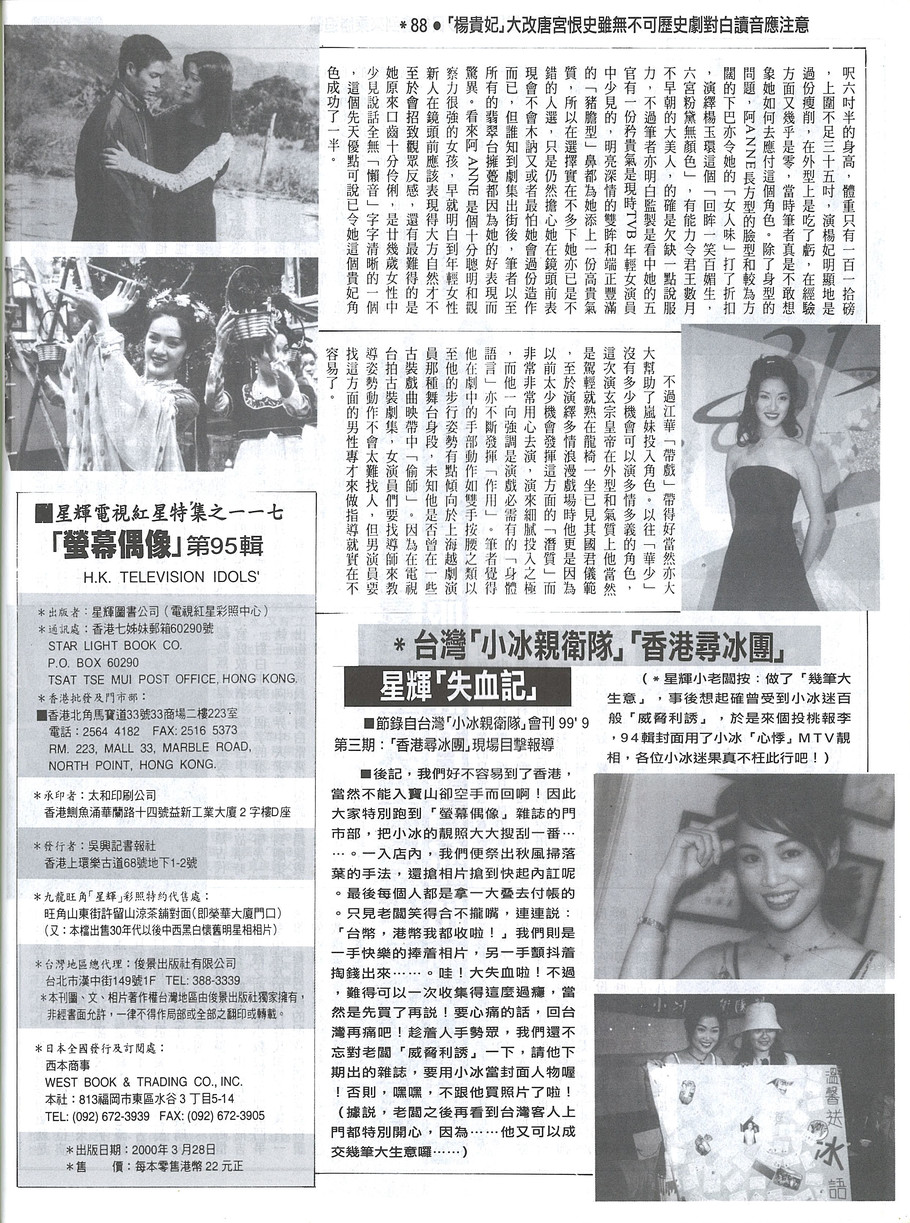 ＊88●「楊貴妃」大改唐宮恨史雖無不可歷史劇對白讀音應注意
呎六吋半的身高，體重只有一百一拾磅
，上圍不足三十五吋，演楊妃明顯地是
過份瘦削，在外型上是吃了虧，在經驗
方面又幾乎是零，當時筆者真是不敢想
象她如何去應付這個角色。除了身型的
問題，阿ANNE長方型的臉型和較為方
闊的下巴亦令她的「女人味」打了折扣
，演繹楊玉環這個「回眸一笑百媚生，
六宮粉黛無顏色」，有能力令君王數月
不早朝的大美人，的確是欠缺一點說服
力，不過筆者亦明白監製是看中她的五
官有一份矜貴氣是現時TVB年輕女演員
中少見的，明亮深情的雙眸和端正豐滿
的「豬膽型」鼻都為她添上一份高貴氣
質，所以在選擇實在不多下她亦已是不
錯的人選，只是仍然擔心她在鏡頭前表
現會不會木訥又或者最怕她會過份造作
而已，但誰知到劇集出街後，筆者以至
所有的翡翠台擁躉都因為她的好表現而
驚異。看來阿ANNE是個十分聰明和觀
察力很強的女孩，早就明白到年輕女性
新人在鏡頭前應該表現得大方自然才不
至於會招致觀眾反感，還有最難得的是
她原來口齒十分伶俐，是廿幾歲女性中
少見說話全無「懶音」字字清晰的一個
，這個先天優點可說已令她這個貴妃角
色成功了一半。
不過江華「帶戲」帶得好當然亦大
大幫助了嵐妹投入角色。以往「華少」
沒有多少機會可以演多情多義的角色，
這次演玄宗皇帝在外型和氣質上他當然
是駕輕就熟在龍椅一坐已見其國君儀範
，至於演繹多情浪漫戲場時他更是因為
以前太少機會發揮這方面的「潛質」而
非常非常用心去演，演來細膩投入之極
，而他一向強調是演戲必需有的「身體
語言」亦不斷發揮「作用」。筆者覺得
他在劇中的手部動作如雙手按腰之類以
至他的步行姿勢有點傾向於上海越劇演
員那種舞台身段，未知他是否曾在一些
古裝戲曲映帶中「偷師」。因為在電視
台拍古裝劇集，女演員們要找導師來教
導姿勢動作不會太難找人，但男演員要
找這方面的男性專才來做指導就實在不
容易了。
■星輝電視紅星特集之一一七
「螢幕偶像」第95輯
H.K. TELEVISION IDOLS'
＊出版者：星輝圖書公司（電視紅星彩照中心）
＊通訊處：香港七姊妹郵箱60290號
STAR LIGHT BOOK CO.
P.O. BOX 60290
TSAT TSE MUI POST OFFICE, HONG KONG.
＊香港批發及門市部：
■香港北角馬寶道33號33商場二樓223室
電話：2564 4182 FAX: 2516 5373
RM. 223, MALL 33, MARBLE ROAD,
NORTH POINT, HONG KONG.
＊承印者：太和印刷公司
香港鰂魚涌華蘭路十四號益新工業大廈２字樓D座
＊發行者：吳興記書報社
香港上環樂古道68號地下1-2號
＊九龍旺角「星輝」彩照特約代售處：
旺角山東街許留山涼茶舖對面（即榮華大廈門口）
（又：本檔出售30年代以後中西黑白懷舊明星相相片）
＊台灣地區總代理：俊景出版社有限公司
台北市漢中街149號1F TEL: 388-3339
＊本刊圖、文、相片著作權台灣地區由俊景出版社獨家擁有，
非經書面允許，一律不得作局部或全部之翻印或轉載。
＊日本全國發行及訂閱處：
西本商事
WEST BOOK & TRADING CO., INC.
本社：813福岡市東區水谷３丁目5-14
TEL: (092) 672-3939 FAX: (092) 672-3905
＊出版日期：2000年３月28日
＊售　　價：每本零售港幣22元正
＊台灣「小冰親衛隊」「香港尋冰團」
星輝「失血記」
■節錄自台灣「小冰親衛隊」會刊99' 9
第三期：「香港尋冰團」現場目擊報導
■後記，我們好不容易到了香港，
當然不能入寶山卻空手而回啊！因此
大家特別跑到「螢幕偶像」雜誌的門
市部，把小冰的靚照大大搜刮一番…
…。一入店內，我們便祭出秋風掃落
葉的手法，還搶相片搶到快起內訌呢
。最後每個人都是拿一大疊去付帳的
。只見老闆笑得合不攏嘴，連連說：
「台幣，港幣我都收啦！」我們則是
一手快樂的捧着相片，另一手顫抖着
掏錢出來……。哇！大失血啦！不過
，難得可以一次收集得這麼過癮，當
然是先買了再說！要心痛的話，回台
灣再痛吧！趁着人手勢眾，我們還不
忘對老闆「威脅利誘」一下，請他下
期出的雜誌，要用小冰當封面人物喔
！否則，嘿嘿，不跟他買照片了啦！
（據說，老闆之後再看到台灣客人上
門都特別開心，因為……他又可以成
交幾筆大生意囉……）
（＊星輝小老闆按：做了「幾筆大
生意」，事後想起確曾受到小冰迷百
般「威脅利誘」，於是來個投桃報李
，94輯封面用了小冰「心悸」MTV靚
相，各位小冰迷果真不枉此行吧！）
溫馨送冰語